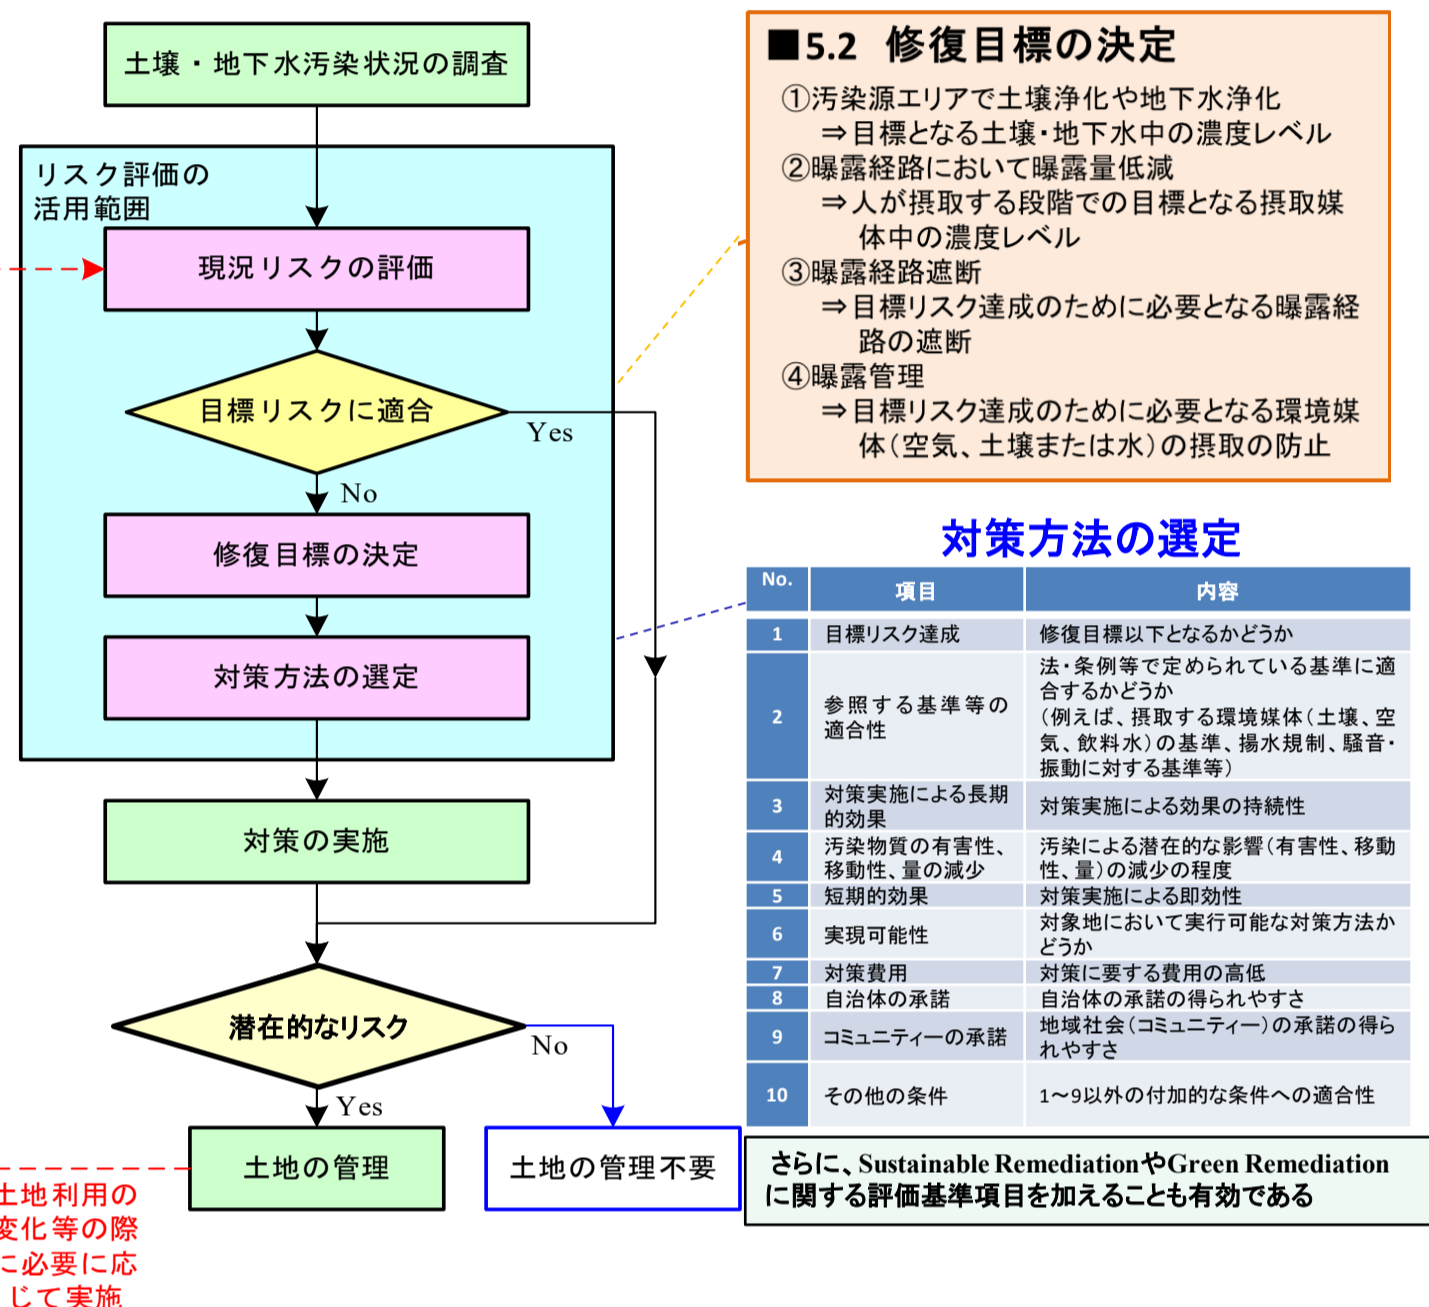 土壌・地下水汚染状況の調査
リスク評価の
活用範囲
現況リスクの評価
目標リスクに適合
Yes
No
修復目標の決定
対策方法の選定
対策の実施
潜在的なリスク
No
Yes
土地の管理
土地の管理不要
土地利用の
変化等の際
に必要に応
じて実施
■5.2 修復目標の決定
①汚染源エリアで土壌浄化や地下水浄化
⇒目標となる土壌・地下水中の濃度レベル
②曝露経路において曝露量低減
⇒人が摂取する段階での目標となる摂取媒
体中の濃度レベル
③曝露経路遮断
⇒目標リスク達成のために必要となる曝露経
路の遮断
④曝露管理
⇒目標リスク達成のために必要となる環境媒
体（空気、土壌または水）の摂取の防止
対策方法の選定
No. 項目 内容
1 目標リスク達成 修復目標以下となるかどうか
2 参照する基準等の
適合性
法・条例等で定められている基準に適
合するかどうか
（例えば、摂取する環境媒体（土壌、空
気、飲料水）の基準、揚水規制、騒音・
振動に対する基準等）
3 対策実施による長期
的効果
対策実施による効果の持続性
4 汚染物質の有害性、
移動性、量の減少
汚染による潜在的な影響（有害性、移動
性、量）の減少の程度
5 短期的効果 対策実施による即効性
6 実現可能性 対象地において実行可能な対策方法か
どうか
7 対策費用 対策に要する費用の高低
8 自治体の承諾 自治体の承諾の得られやすさ
9 コミュニティーの承諾 地域社会（コミュニティー）の承諾の得ら
れやすさ
10 その他の条件 1～9以外の付加的な条件への適合性
さらに、Sustainable RemediationやGreen Remediation
に関する評価基準項目を加えることも有効である